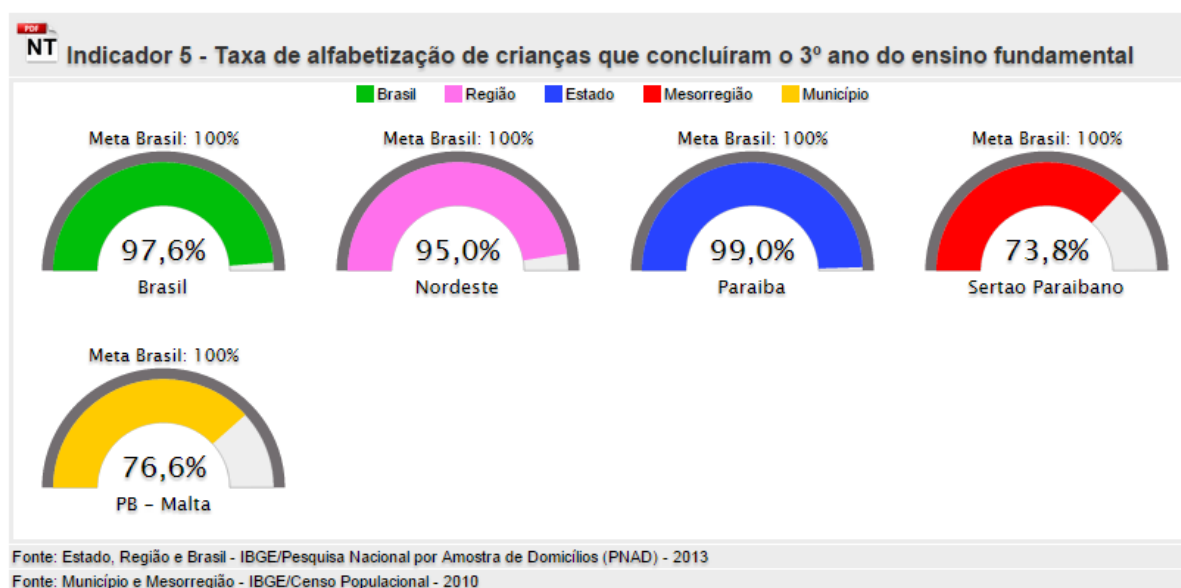 PDF
NT
Indicador 5 - Taxa de alfabetização de crianças que concluíram o 3º ano do ensino fundamental
Brasil Região Estado Mesorregião Município
Meta Brasil: 100% Meta Brasil: 100% Meta Brasil: 100% Meta Brasil: 100%
97,6% 95,0% 99,0% 73,8%
Brasil Nordeste Paraiba Sertao Paraibano
Meta Brasil: 100%
76,6%
PB - Malta
Fonte: Estado, Região e Brasil - IBGE/Pesquisa Nacional por Amostra de Domicílios (PNAD) - 2013
Fonte: Município e Mesorregião - IBGE/Censo Populacional - 2010